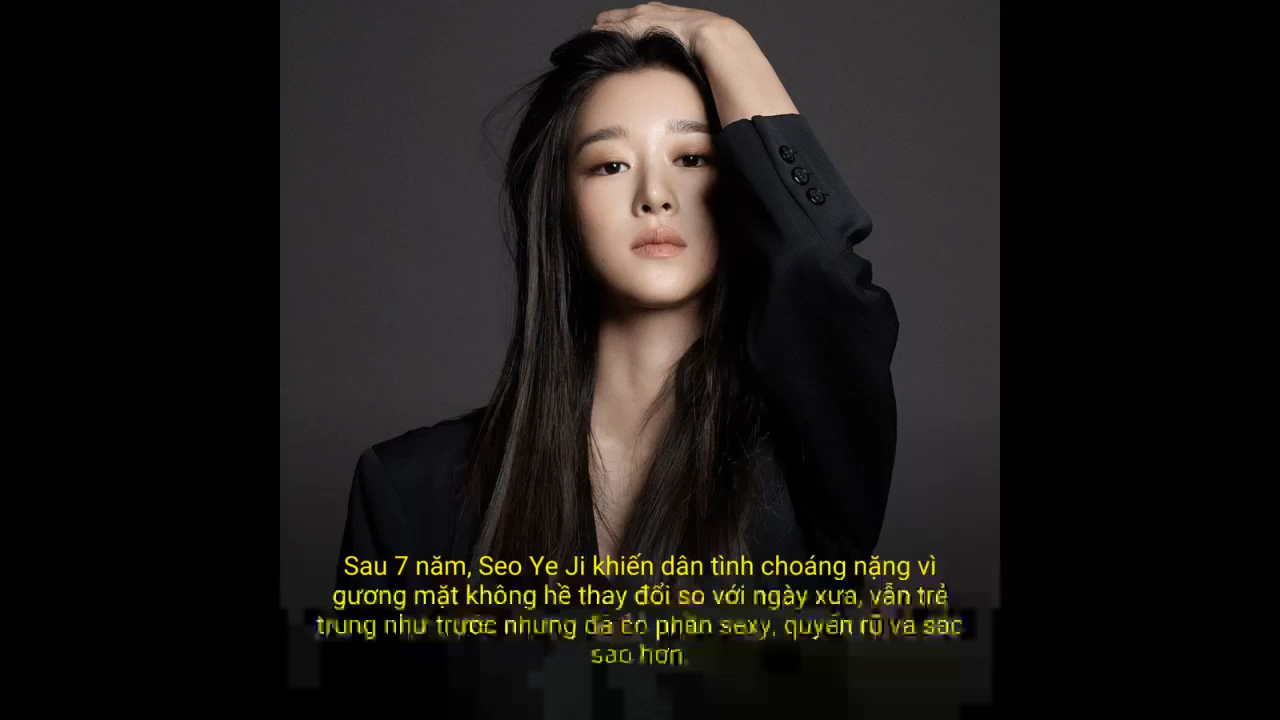 Sau 7 năm, Seo Ye Ji khiến dân tình choáng nặng vì
gương mặt không hề thay đổi so với ngày xưa, vẫn trẻ
trung như trước nhưng đã có phần sexy, quyến rũ và sắc
sao hơn.